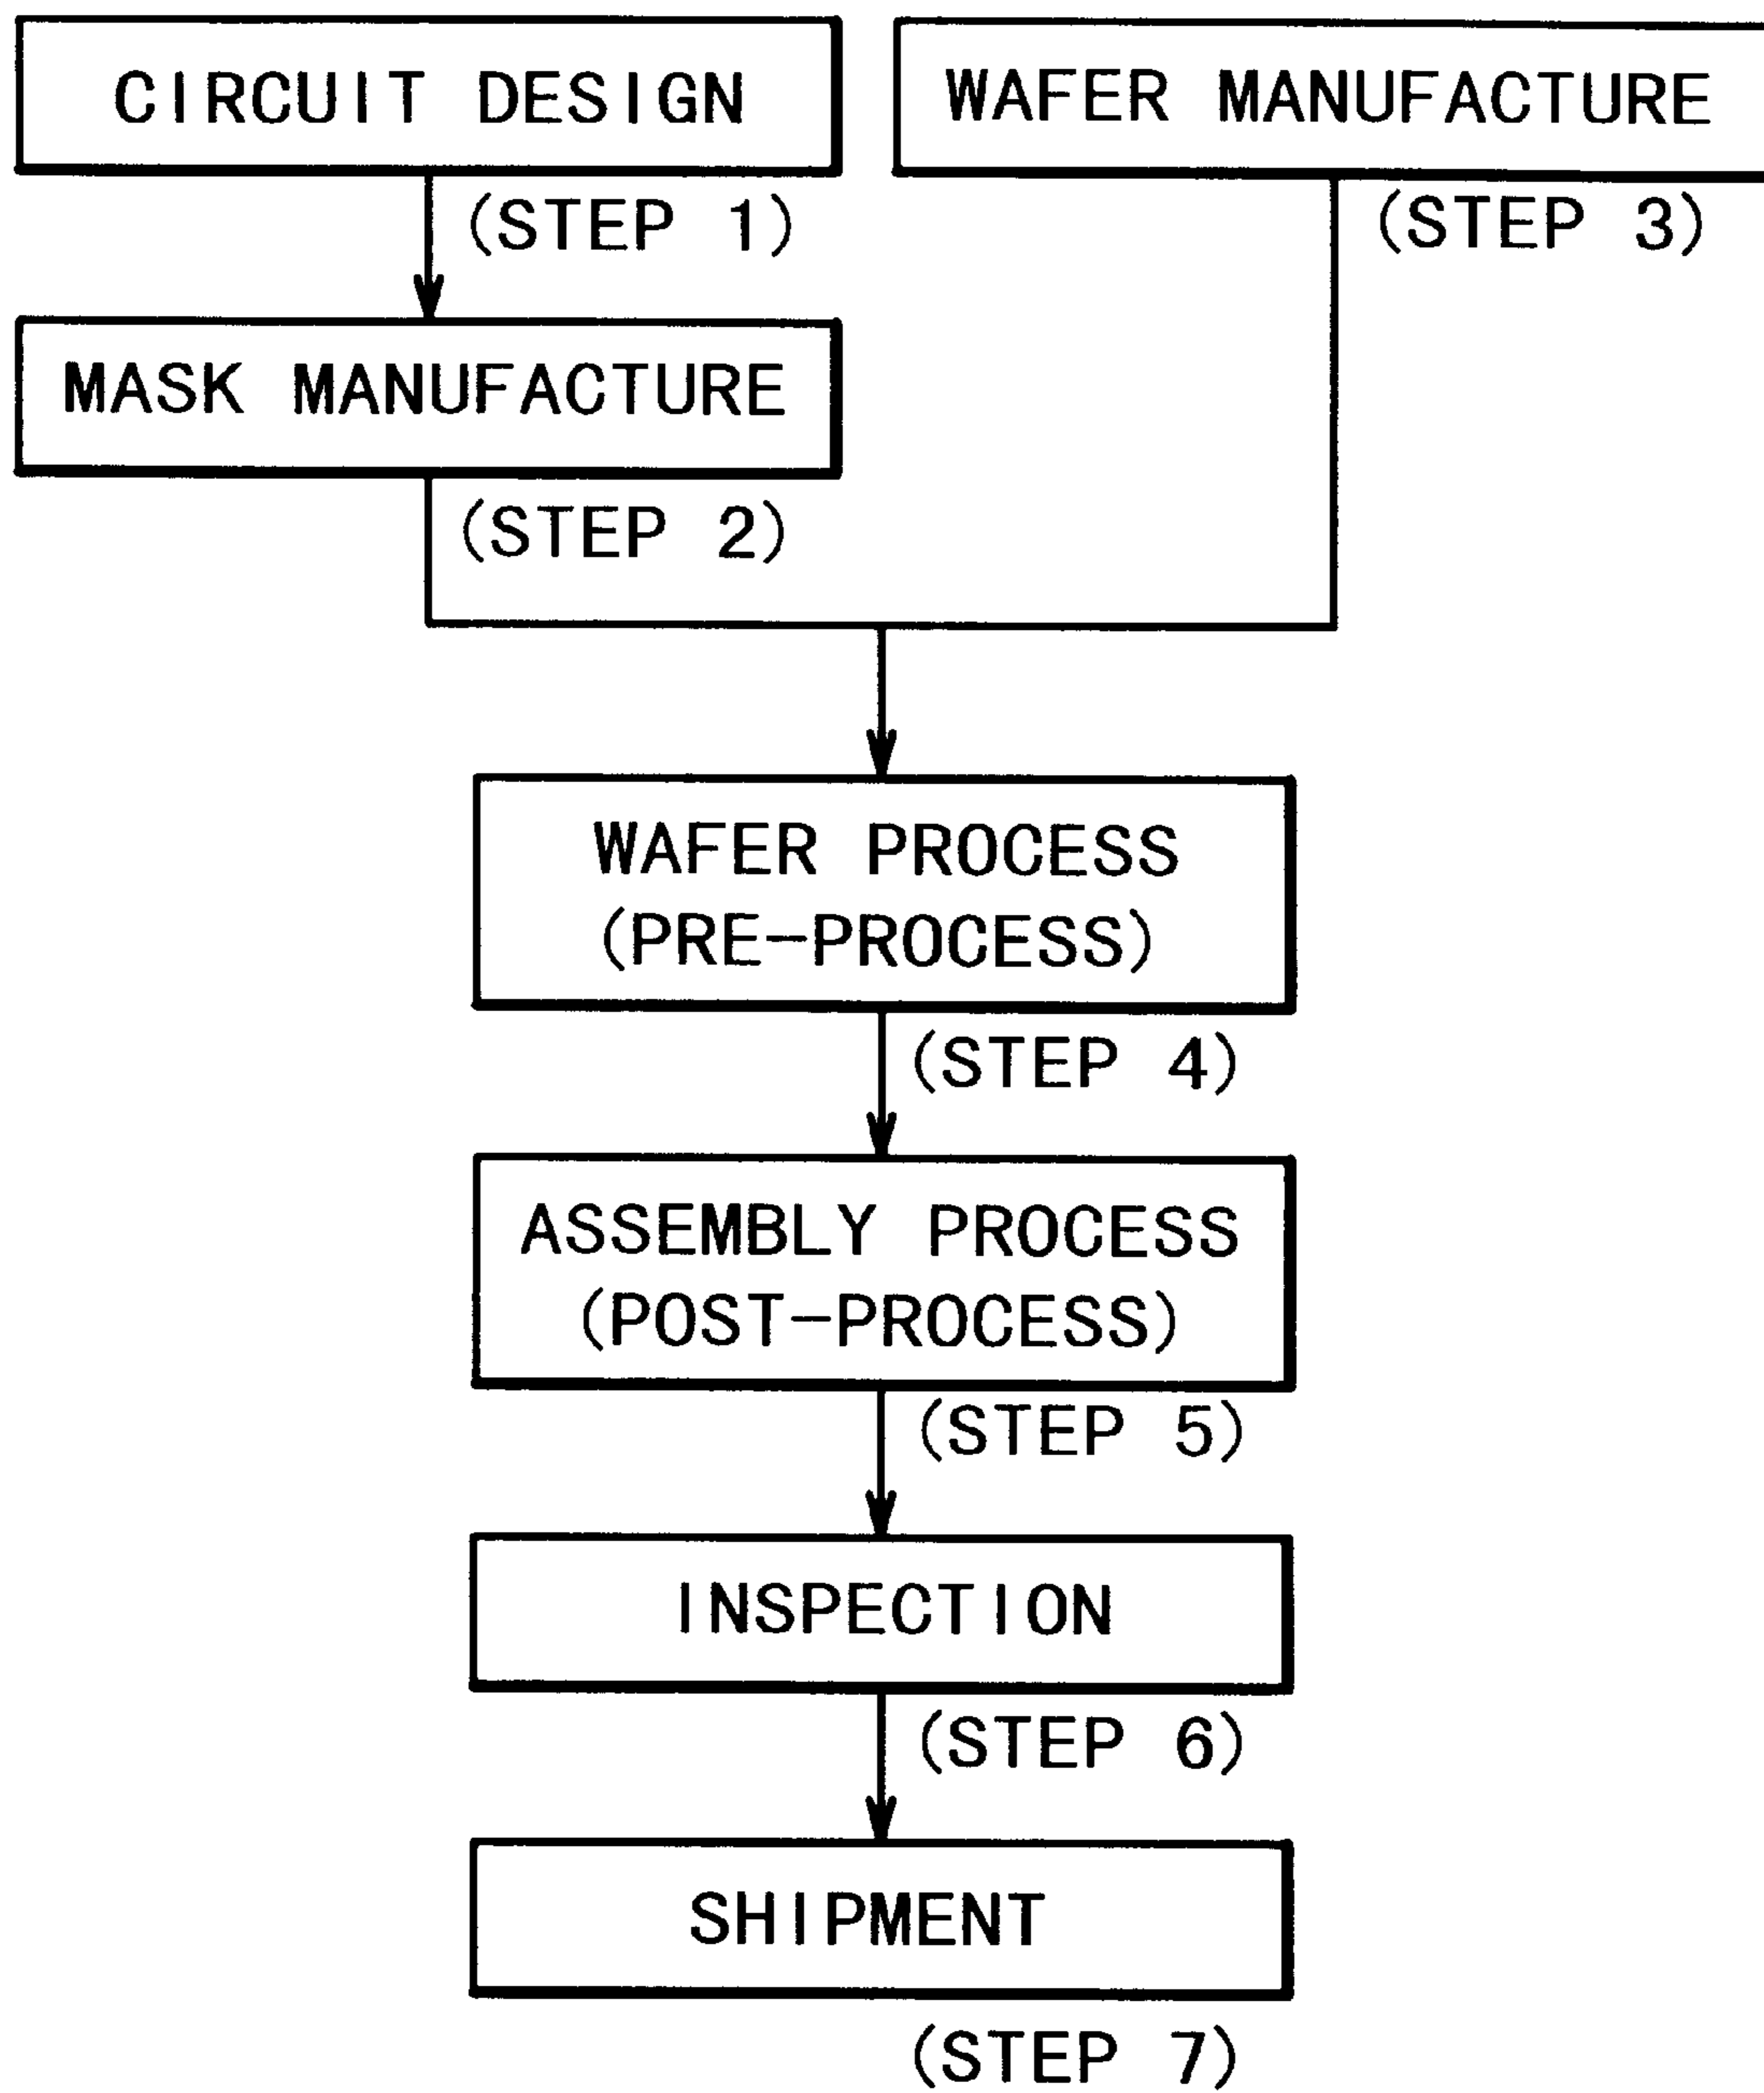 CIRCUIT DESIGN
(STEP 1)
WAFER MANUFACTURE
(STEP 3)
MASK MANUFACTURE
(STEP 2)
WAFER PROCESS
(PRE-PROCESS)
(STEP 4)
ASSEMBLY PROCESS
(POST-PROCESS)
(STEP 5)
INSPECTION
(STEP 6)
SHIPMENT
(STEP 7)